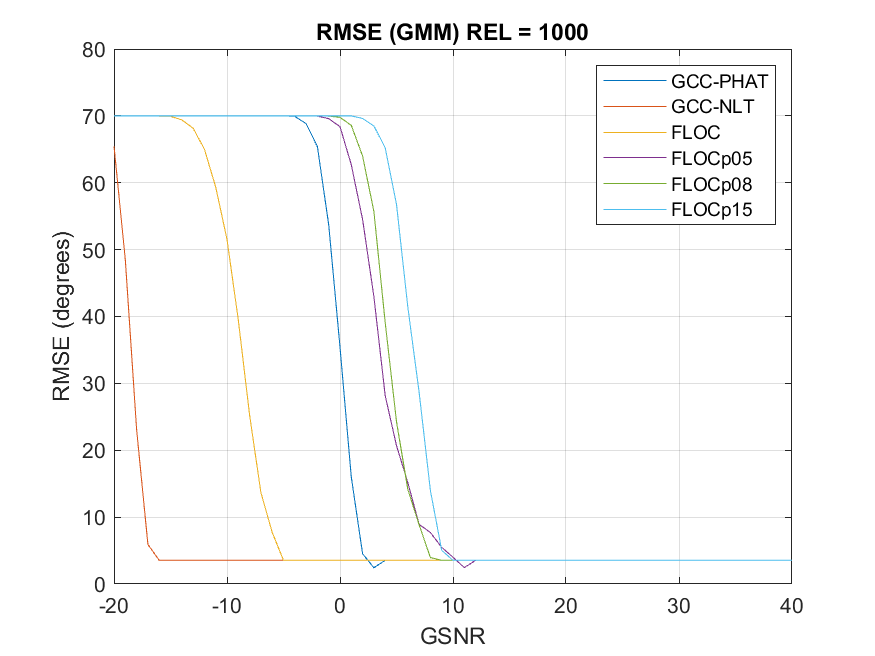 RMSE (GMM) REL = 1000
80
70
60
50
40
30
20
10
0
RMSE (degrees)
-20
-10
0
10
20
30
40
GSNR
GCC-PHAT
GCC-NLT
FLOC
FLOCp05
FLOCp08
FLOCp15